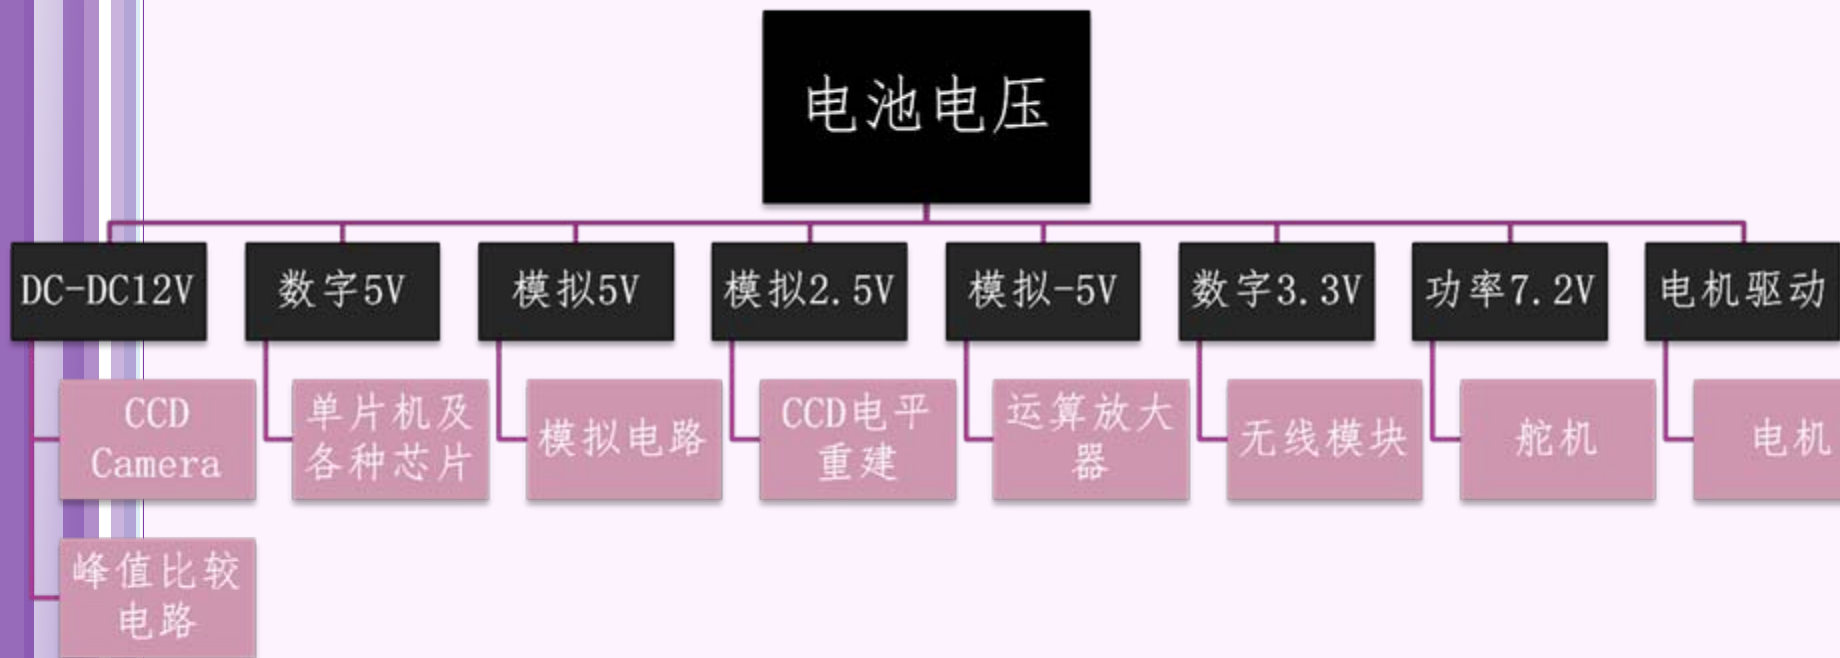 电池电压
DC-DC12V
数字5V
模拟5V
模拟2.5V
模拟-5V
数字3.3V
功率7.2V
电机驱动
CCD
Camera
单片机及
各种芯片
模拟电路
CCD电平
重建
运算放大
器
无线模块
舵机
电机
峰值比较
电路